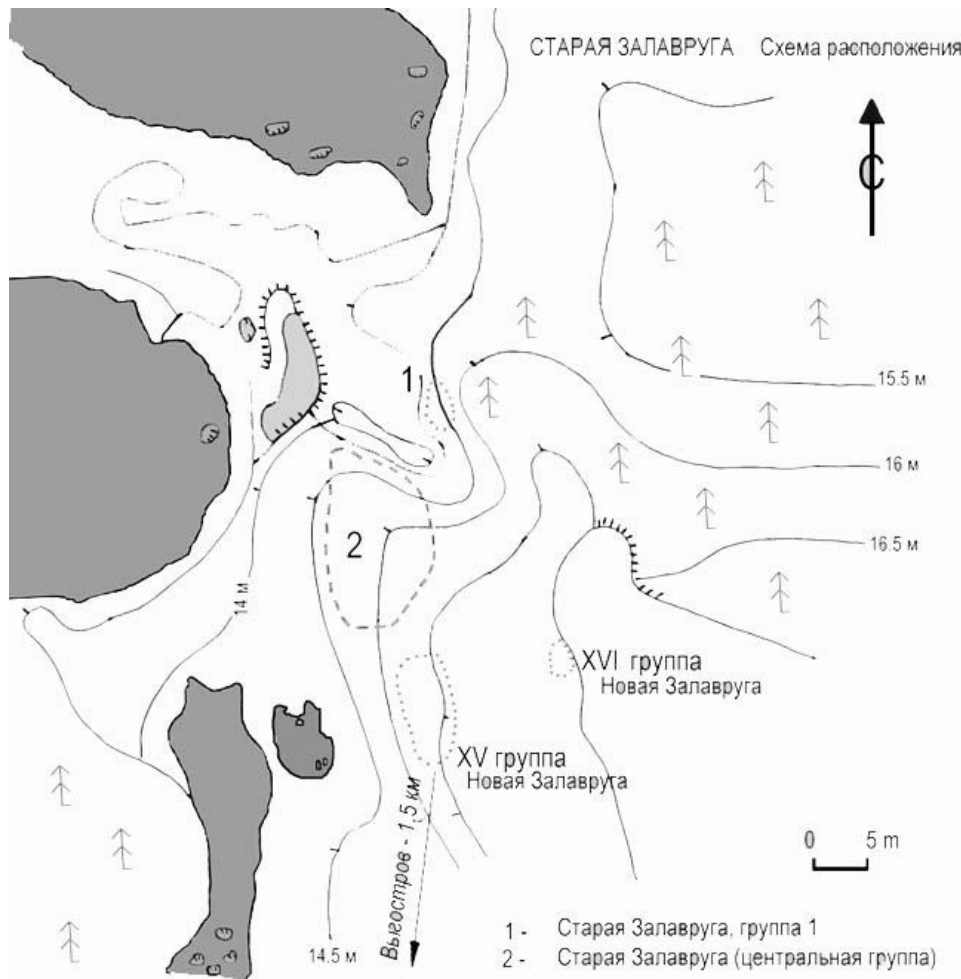 СТАРАЯ ЗАЛАВРУГА Схема расположения
С
1
15.5 м
16 м
2
16.5 м
14 м
XVI группа
Новая Залавруга
XV группа
Новая Залаврута
Выгостров - 1,5 км
0 5 m
14.5 м
1 - Старая Залавруга, группа 1
2 - Старая Залавруга (центральная группа)